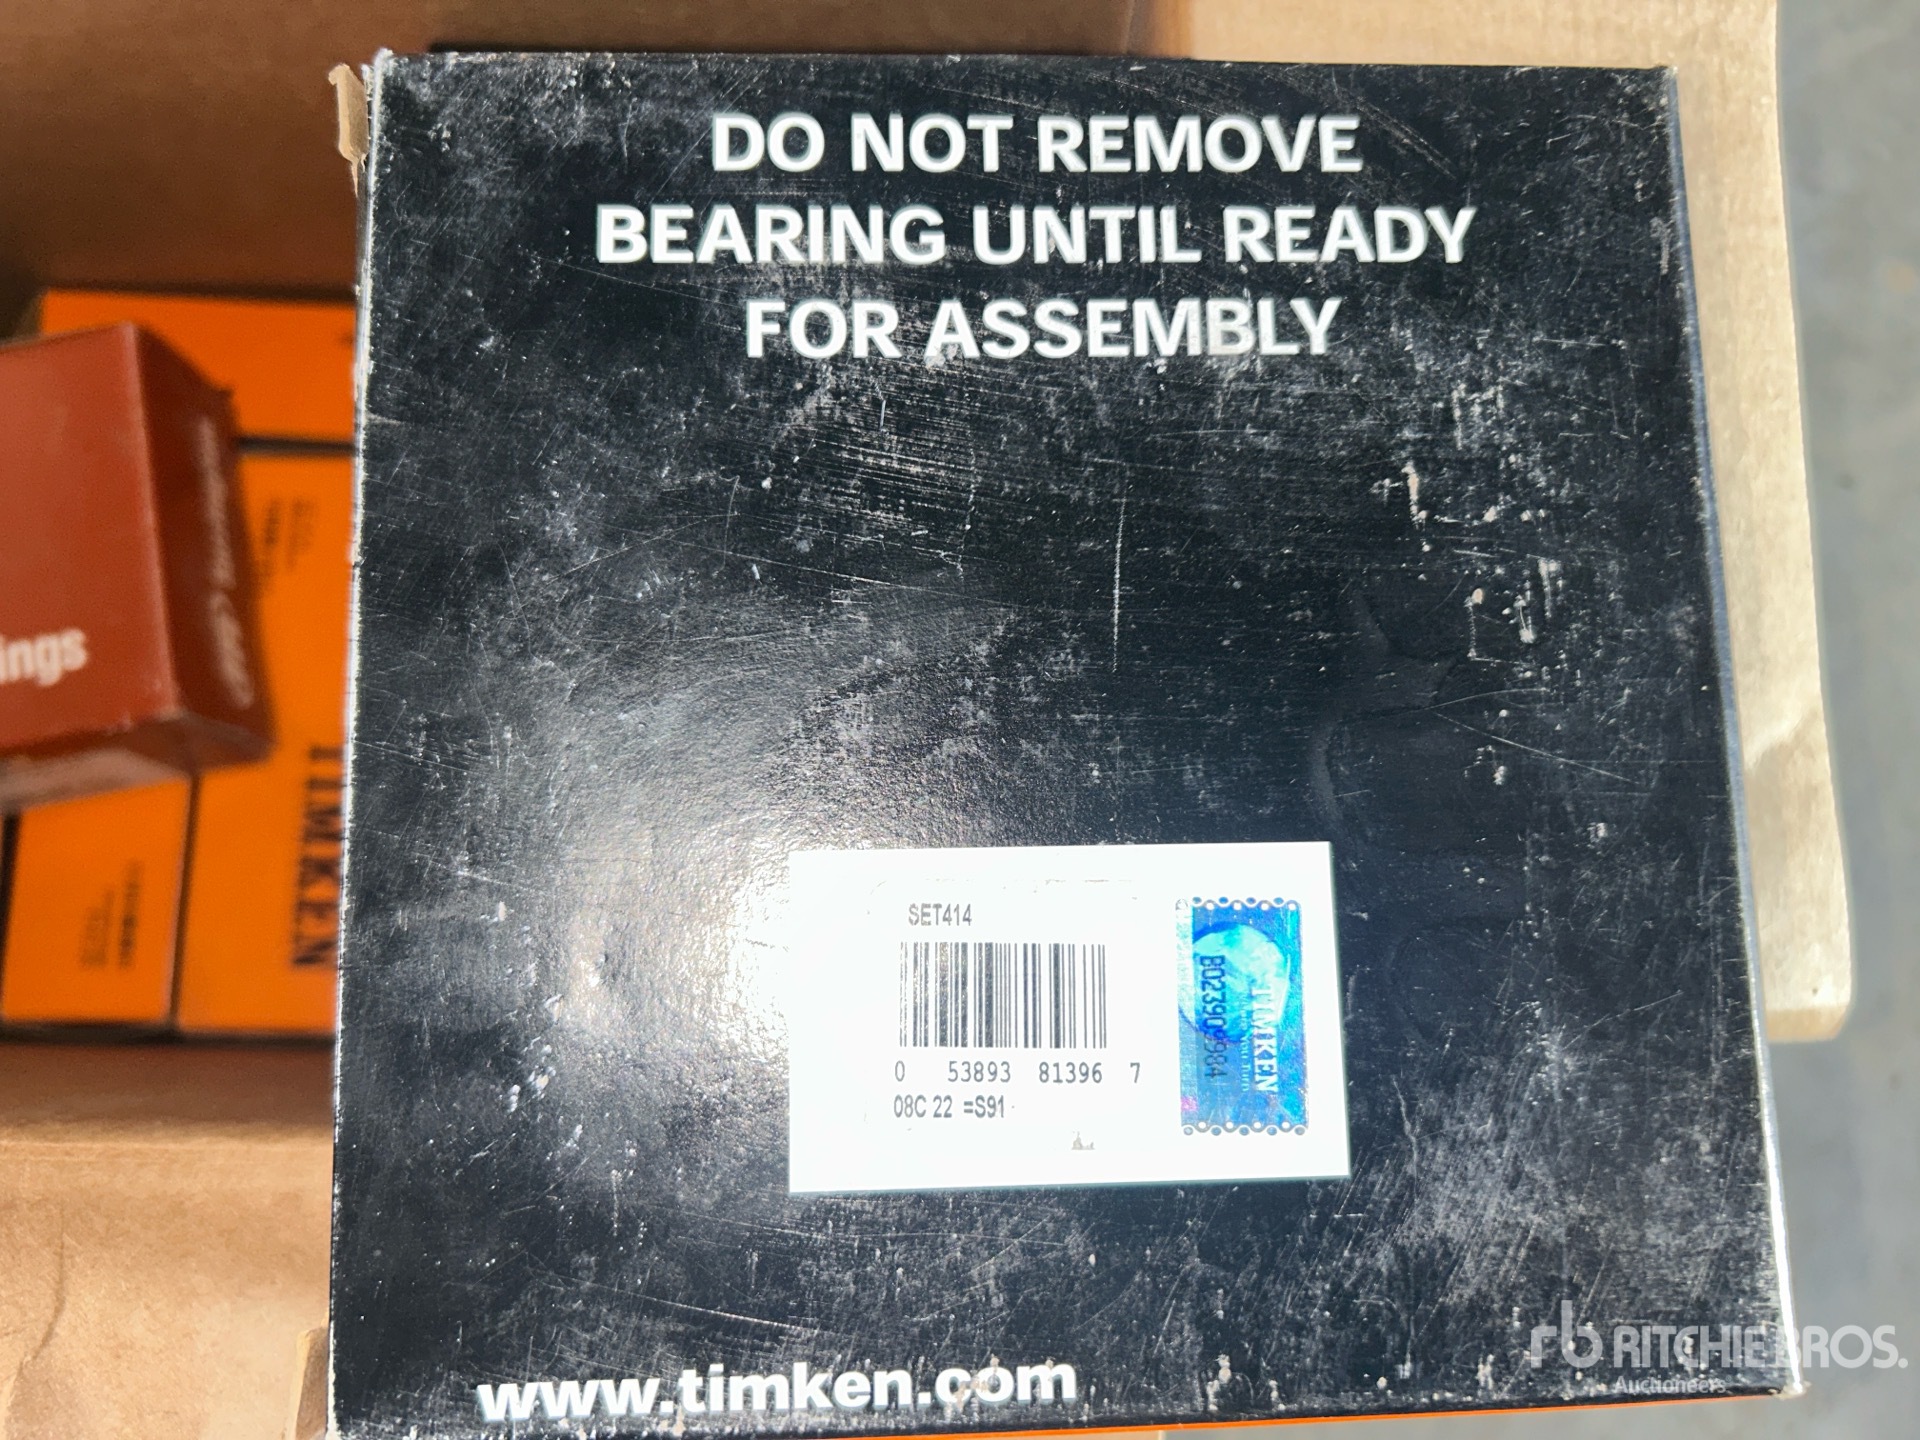 DO NOT REMOVE
BEARING UNTIL READY
FOR ASSEMBLY
ings
TIMKEN
SET414
0 53893 81396 7
08C 22 =S91
TIMKEN
www.timken.com
rb RITCHIE BROS.
Auctioneers